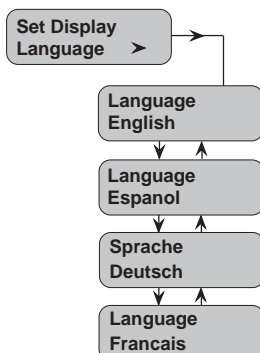 Set Display
Language ➤
Language
English
Language
Espanol
Sprache
Deutsch
Language
Francais